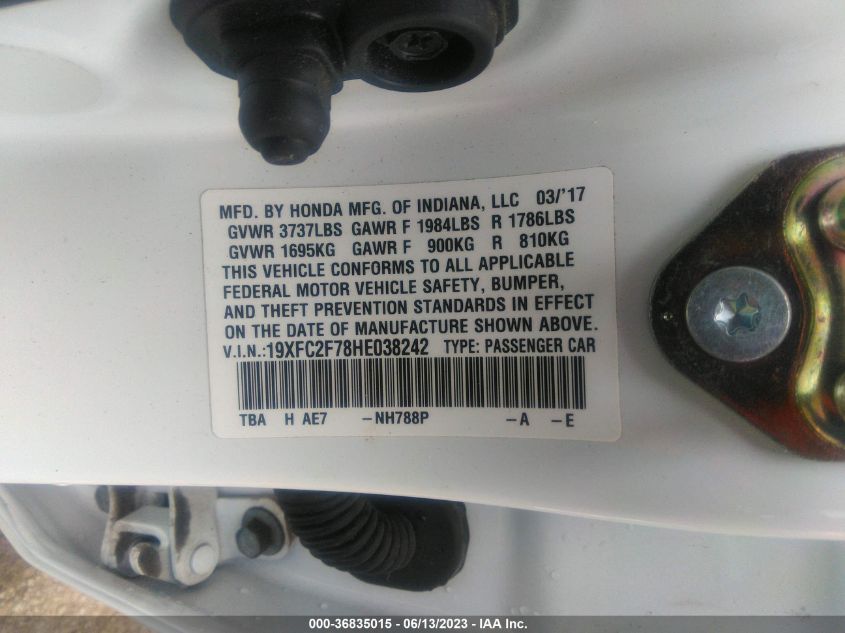 MFD. BY HONDA MFG. OF INDIANA, LLC 03/'17
GVWR 3737LBS GAWR F 1984LBS R 1786LBS
GVWR 1695KG GAWR F 900KG R 810KG
THIS VEHICLE CONFORMS TO ALL APPLICABLE
FEDERAL MOTOR VEHICLE SAFETY, BUMPER,
AND THEFT PREVENTION STANDARDS IN EFFECT
ON THE DATE OF MANUFACTURE SHOWN ABOVE.
V.I.N.:19XFC2F78HE038242 TYPE: PASSENGER CAR
TBA H AE7 -NH788P -A -E
000-36835015 - 06/13/2023 - IAA Inc.